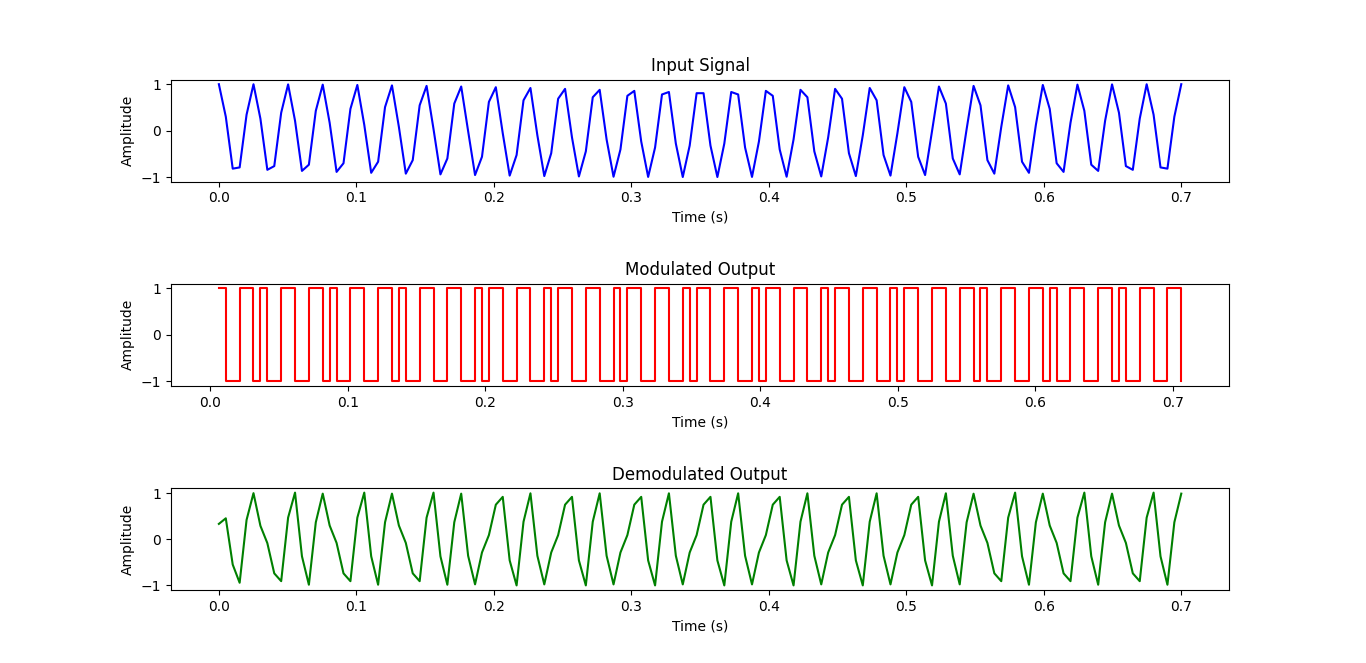 Input Signal
Amplitude
1
0
−1
0.0 0.1 0.2 0.3 0.4 0.5 0.6 0.7
Time (s)
Modulated Output
Amplitude
1
0
−1
0.0 0.1 0.2 0.3 0.4 0.5 0.6 0.7
Time (s)
Demodulated Output
Amplitude
1
0
−1
0.0 0.1 0.2 0.3 0.4 0.5 0.6 0.7
Time (s)